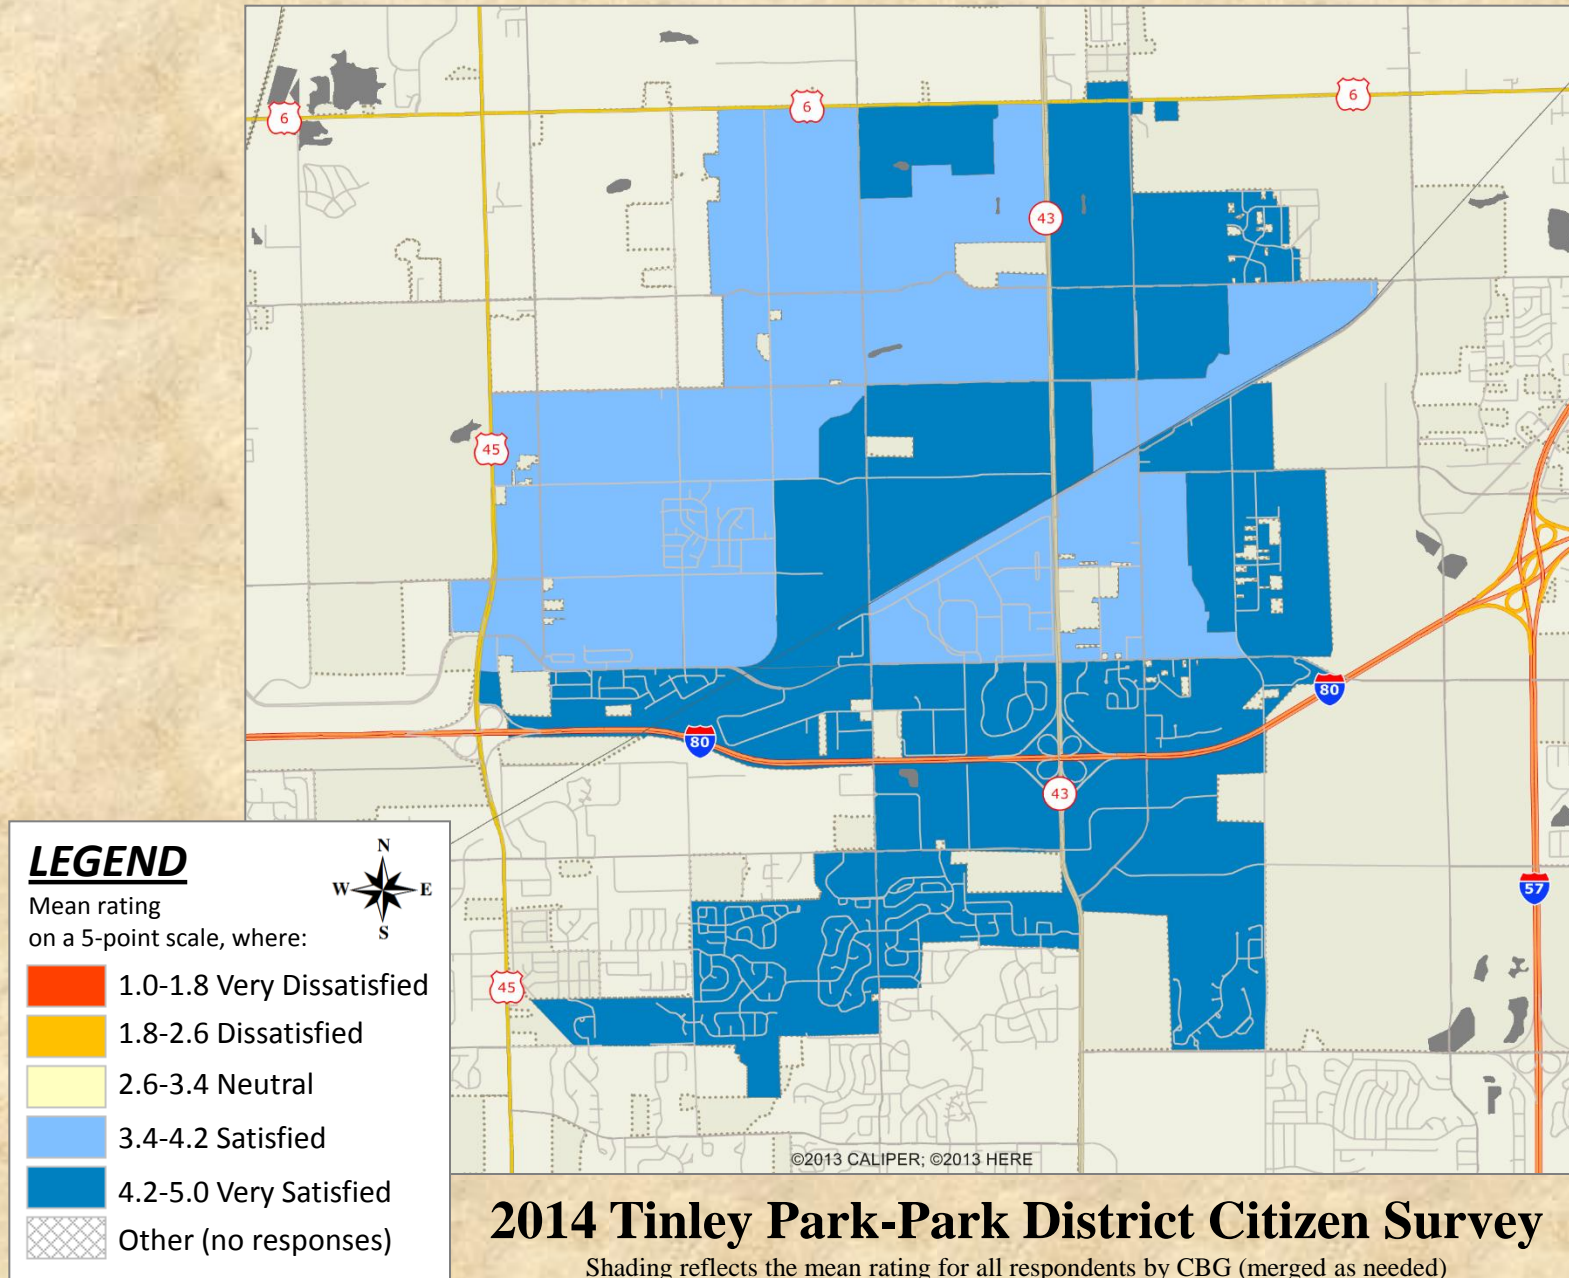 6
6
6
43
45
80
80
43
57
45
©2013 CALIPER; ©2013 HERE
LEGEND
Mean rating
on a 5-point scale, where:
N
W E
S
1.0-1.8 Very Dissatisfied
1.8-2.6 Dissatisfied
2.6-3.4 Neutral
3.4-4.2 Satisfied
4.2-5.0 Very Satisfied
Other (no responses)
2014 Tinley Park-Park District Citizen Survey
Shading reflects the mean rating for all respondents by CBG (merged as needed)